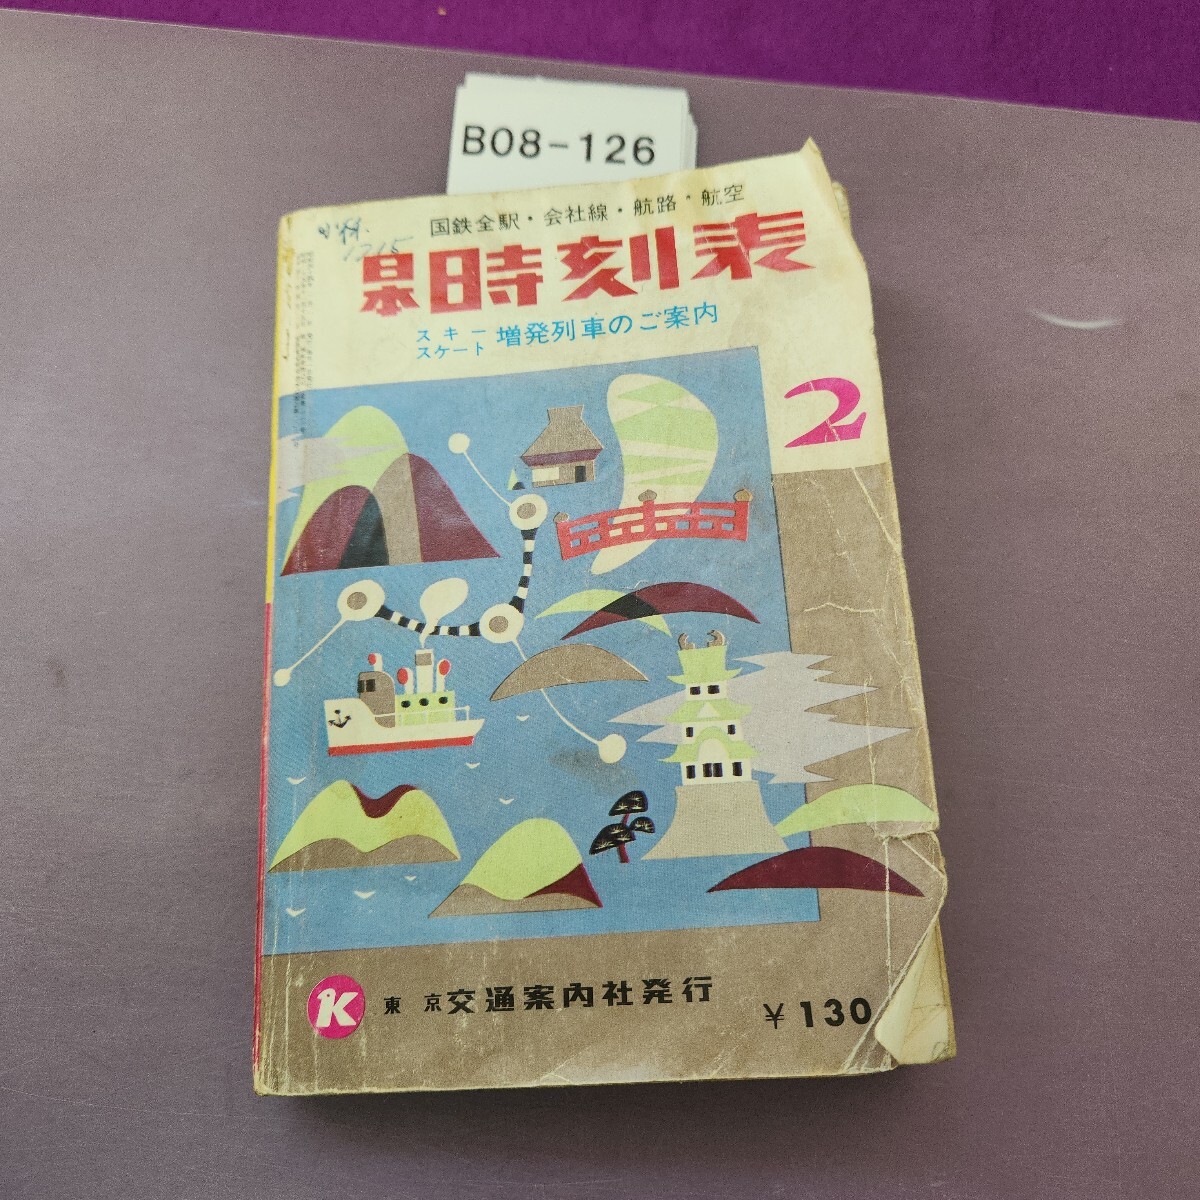 B08-126
国鉄全駅・会社線・航路・航空
日本時刻表
スキー
スケート
増発列車のご案内
2
K
東京 交通案内社発行
¥130